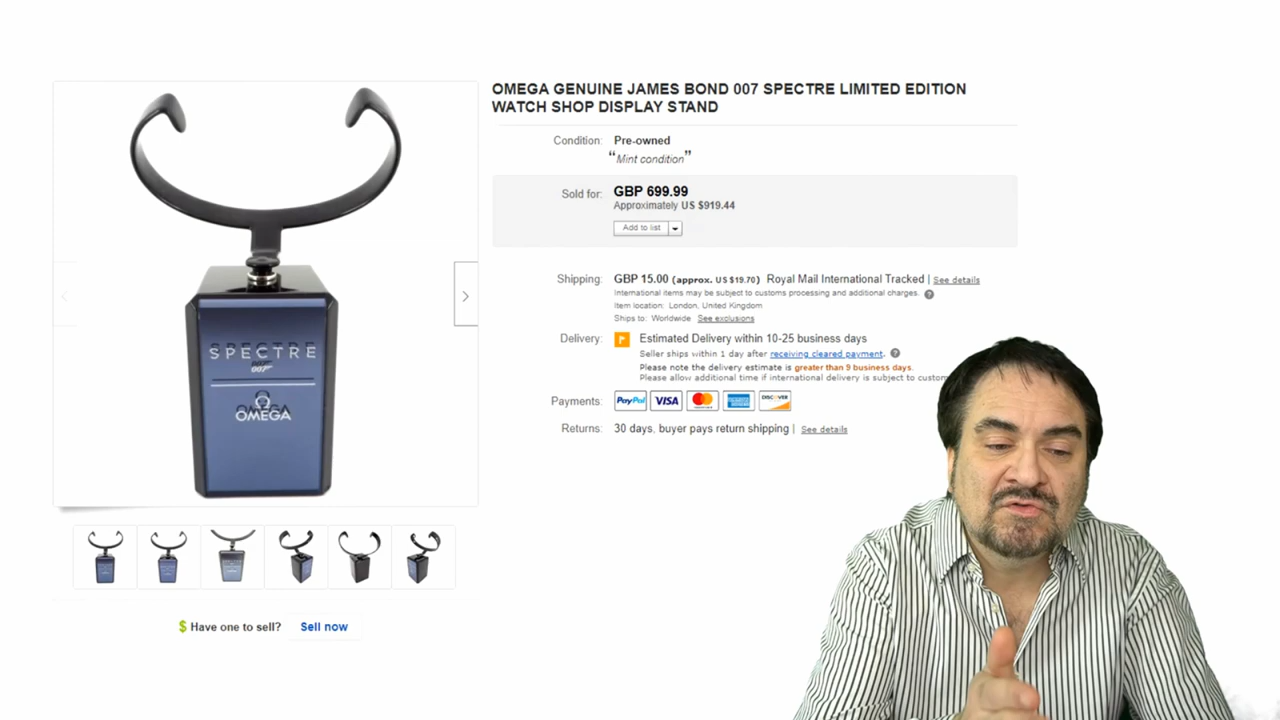 OMEGA GENUINE JAMES BOND 007 SPECTRE LIMITED EDITION
WATCH SHOP DISPLAY STAND
Condition: Pre-owned
“Mint condition”
Sold for: GBP 699.99
Approximately US $919.44
Add to list
Shipping: GBP 15.00 (approx. US $19.70) Royal Mail International Tracked | See details
International items may be subject to customs processing and additional charges. ?
Item location: London, United Kingdom
Ships to: Worldwide See exclusions
Delivery: Estimated Delivery within 10-25 business days
Seller ships within 1 day after receiving cleared payment. ?
Please note the delivery estimate is greater than 9 business days.
Please allow additional time if international delivery is subject to custom
Payments: PayPal VISA MasterCard DISCOVER
Returns: 30 days, buyer pays return shipping | See details
SPECTRE
007
Ω
OMEGA
$ Have one to sell? Sell now